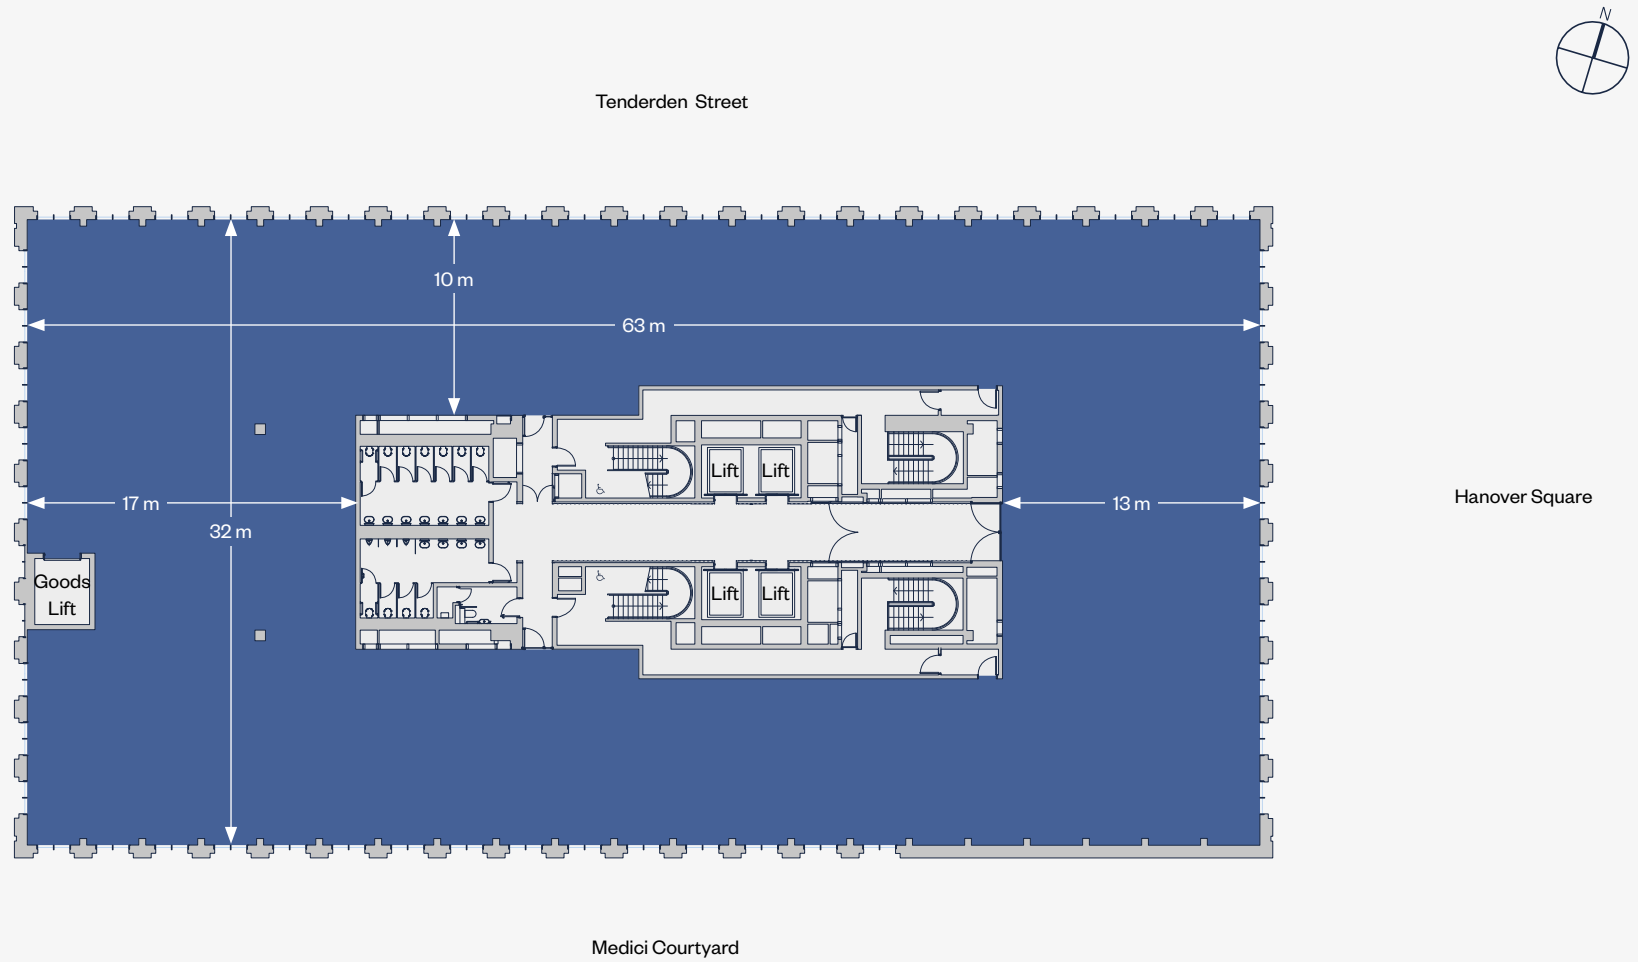 N
Tenderden Street
10 m
63 m
Lift
Lift
17 m
13 m
Hanover Square
32 m
Goods
Lift
Lift
Lift
Medici Courtyard